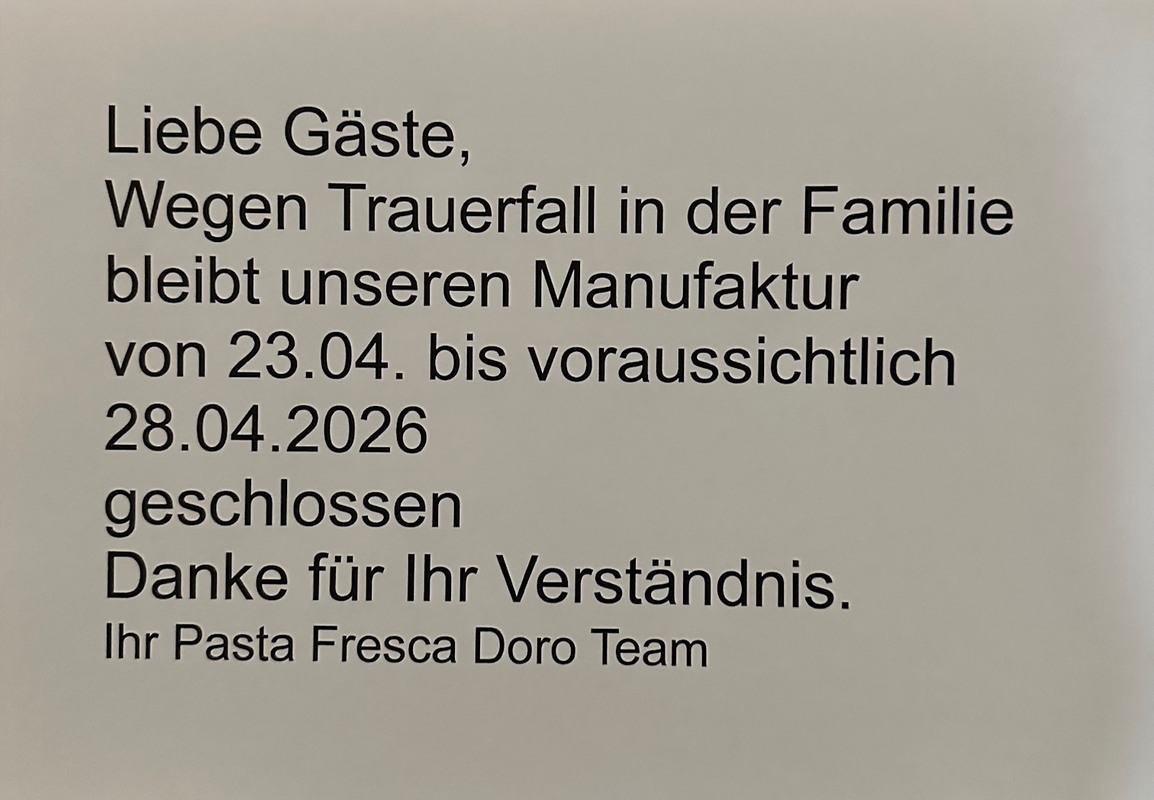 Liebe Gäste,
Wegen Trauerfall in der Familie
bleibt unseren Manufaktur
von 23.04. bis voraussichtlich
28.04.2026
geschlossen
Danke für Ihr Verständnis.
Ihr Pasta Fresca Doro Team